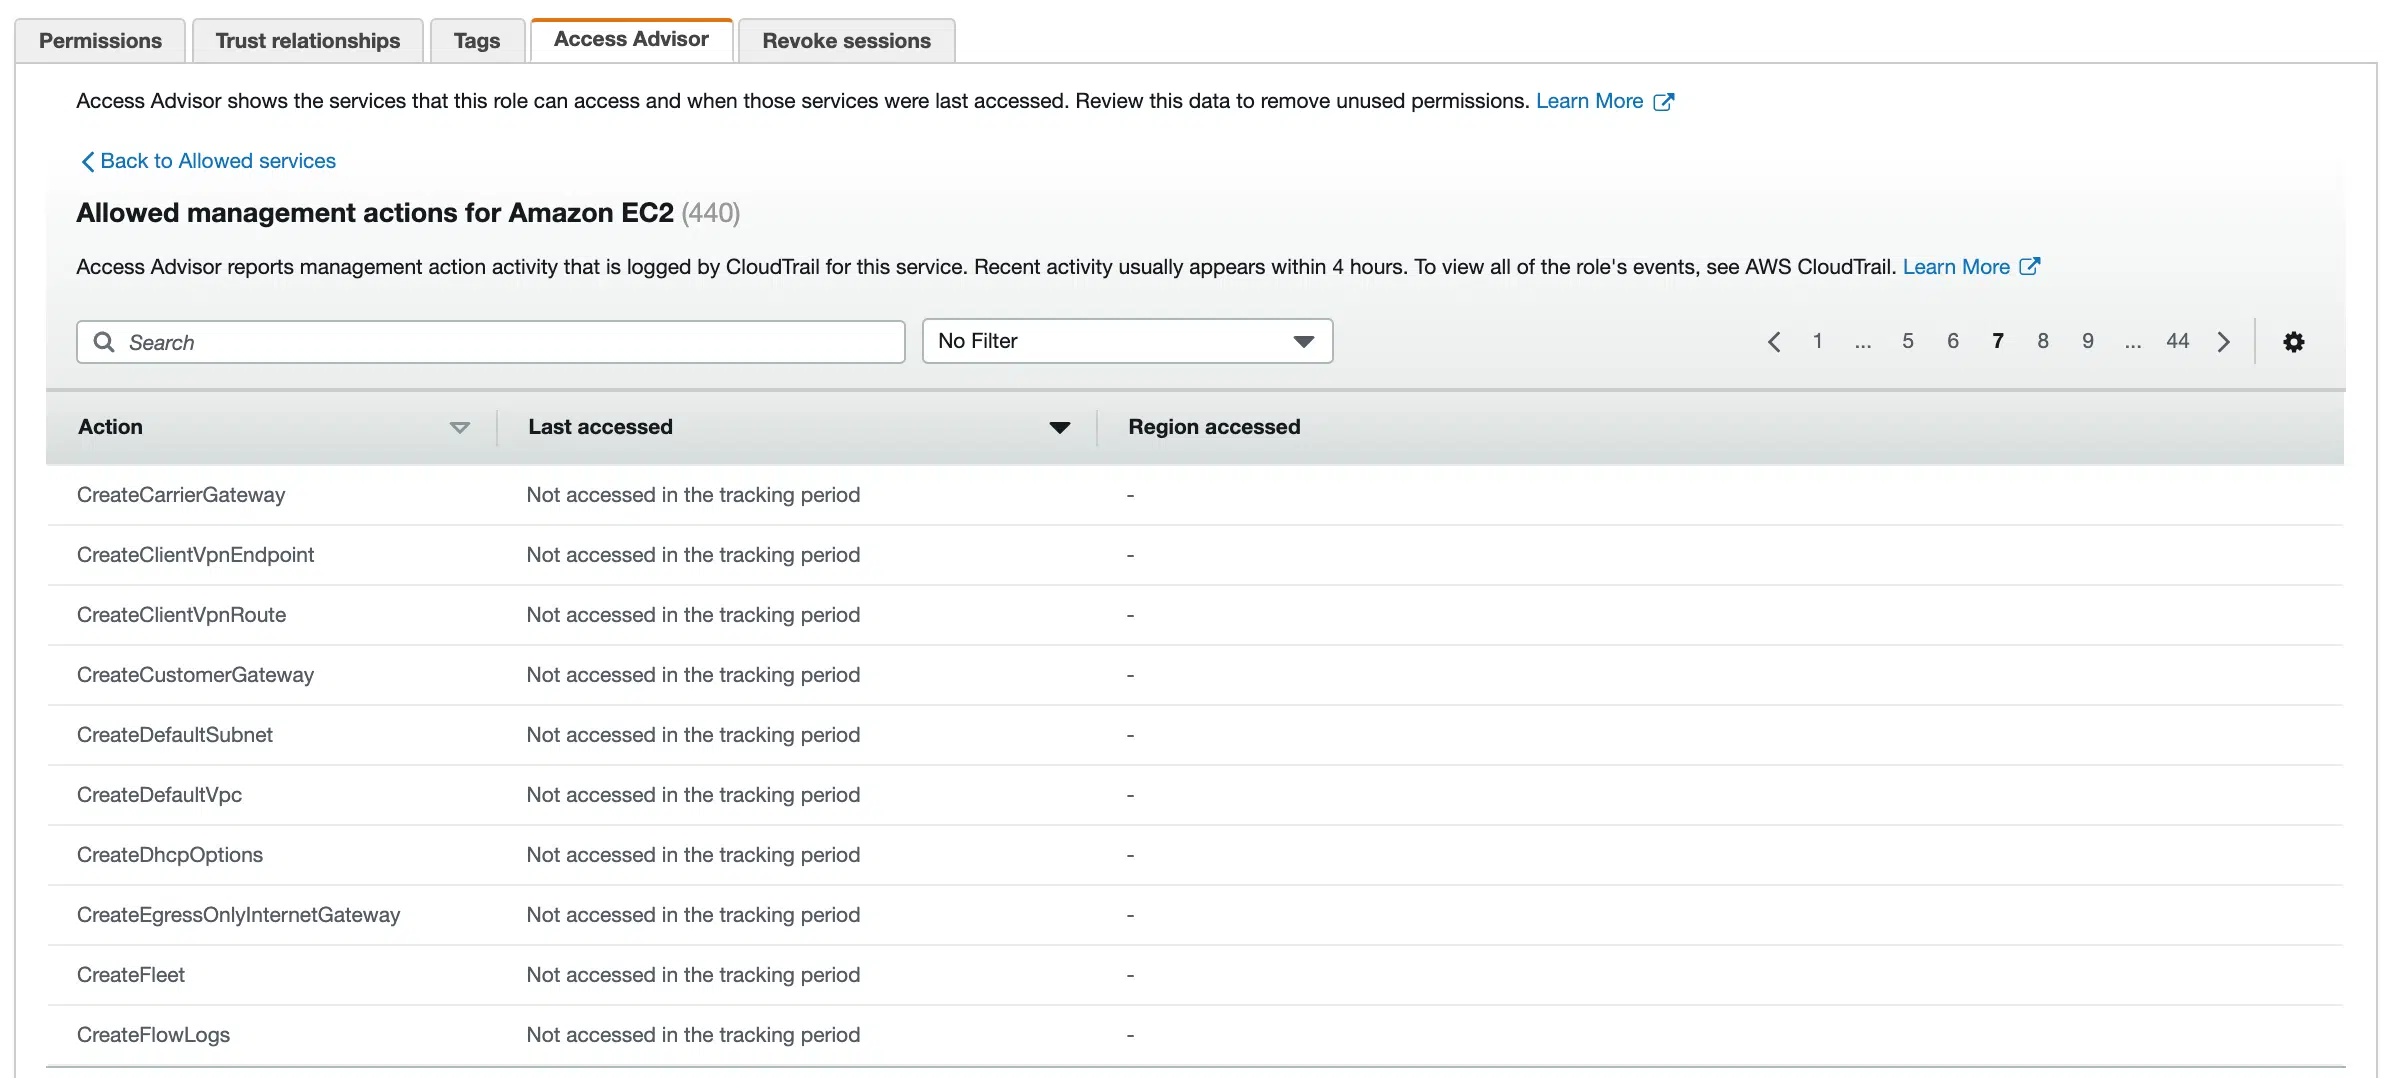 Permissions Trust relationships Tags Access Advisor Revoke sessions
Access Advisor shows the services that this role can access and when those services were last accessed. Review this data to remove unused permissions. Learn More
Back to Allowed services
Allowed management actions for Amazon EC2 (440)
Access Advisor reports management action activity that is logged by CloudTrail for this service. Recent activity usually appears within 4 hours. To view all of the role's events, see AWS CloudTrail. Learn More
Search No Filter 1 ... 5 6 7 8 9 ... 44
Action Last accessed Region accessed
CreateCarrierGateway Not accessed in the tracking period -
CreateClientVpnEndpoint Not accessed in the tracking period -
CreateClientVpnRoute Not accessed in the tracking period -
CreateCustomerGateway Not accessed in the tracking period -
CreateDefaultSubnet Not accessed in the tracking period -
CreateDefaultVpc Not accessed in the tracking period -
CreateDhcpOptions Not accessed in the tracking period -
CreateEgressOnlyInternetGateway Not accessed in the tracking period -
CreateFleet Not accessed in the tracking period -
CreateFlowLogs Not accessed in the tracking period -